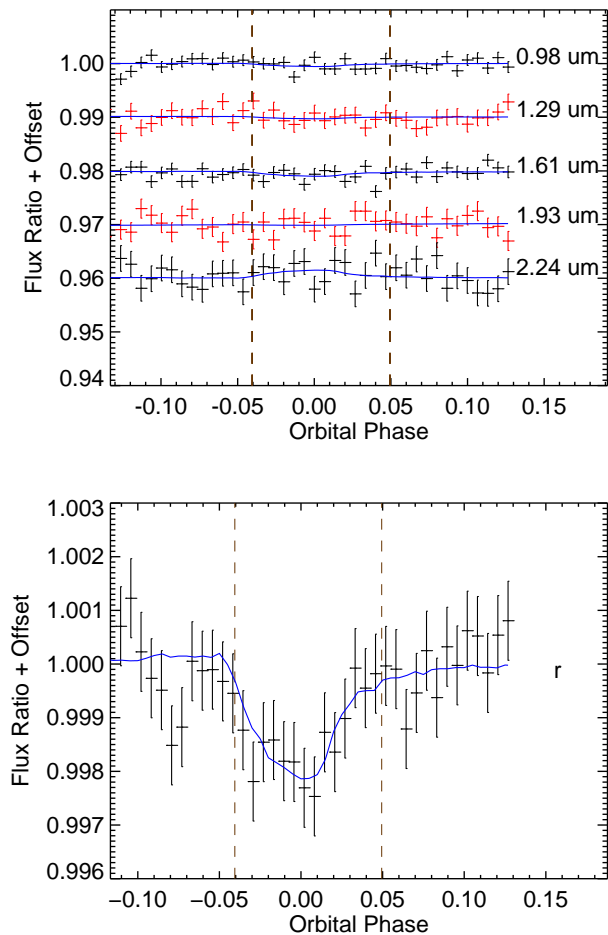 1.00
0.99
0.98
0.97
0.96
0.95
0.94
0.98 um
1.29 um
1.61 um
1.93 um
2.24 um
Flux Ratio + Offset
-0.10 -0.05 0.00 0.05 0.10 0.15
Orbital Phase
1.003
1.002
1.001
1.000
0.999
0.998
0.997
0.996
r
Flux Ratio + Offset
−0.10 −0.05 0.00 0.05 0.10 0.15
Orbital Phase